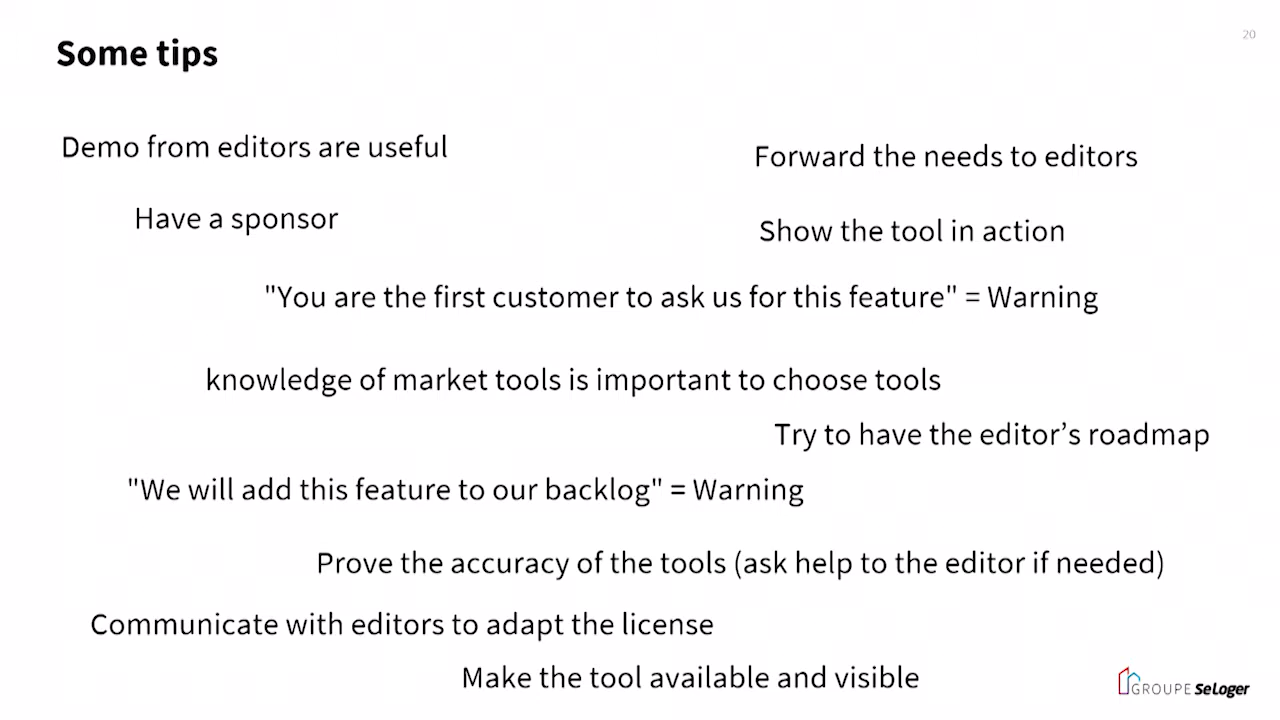 20
Some tips
Demo from editors are useful
Forward the needs to editors
Have a sponsor
Show the tool in action
"You are the first customer to ask us for this feature" = Warning
knowledge of market tools is important to choose tools
Try to have the editor’s roadmap
"We will add this feature to our backlog" = Warning
Prove the accuracy of the tools (ask help to the editor if needed)
Communicate with editors to adapt the license
Make the tool available and visible
GROUPE SeLoger